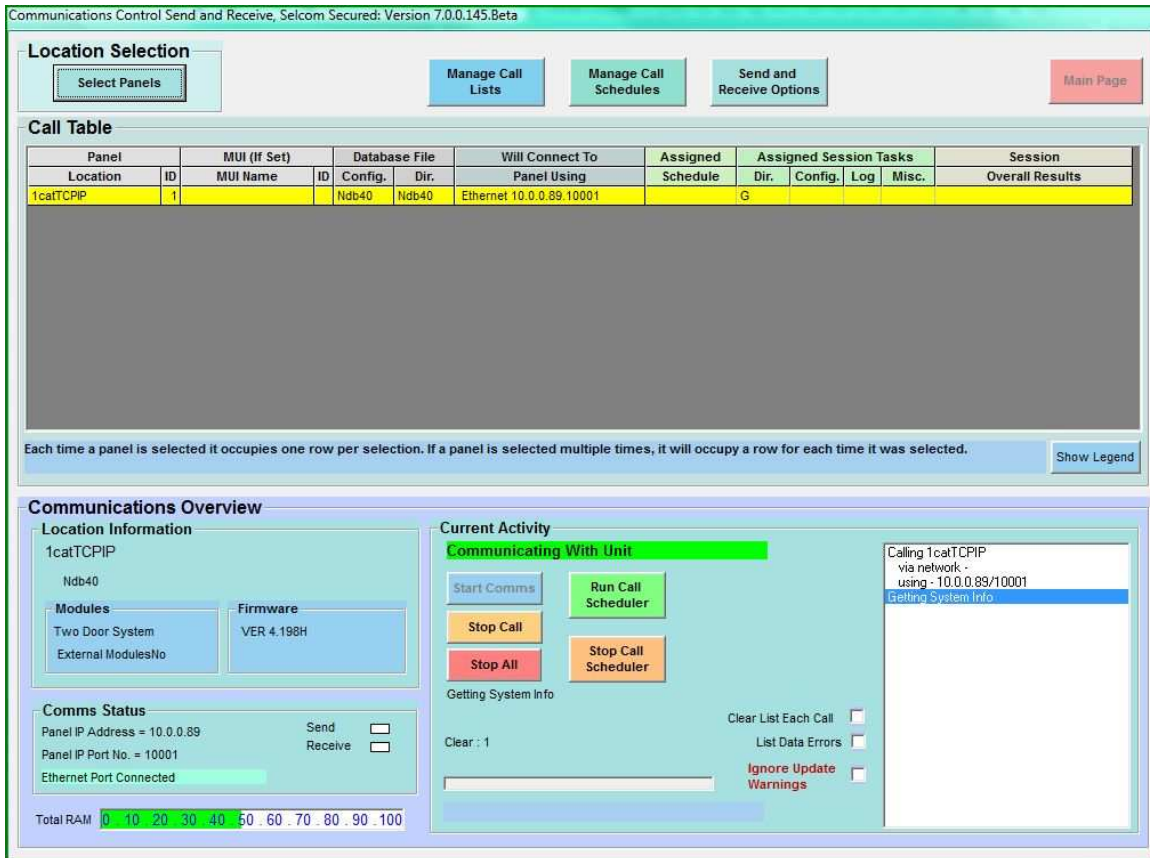 Communications Control Send and Receive, Selcom Secured: Version 7.0.0.145.Beta
Location Selection
Select Panels
Manage Call Lists
Manage Call Schedules
Send and Receive Options
Main Page
Call Table
Panel MUI (If Set) Database File Will Connect To Assigned Assigned Session Tasks Session
Location ID MUI Name ID Config. Dir. Panel Using Schedule Dir. Config. Log Misc. Overall Results
1catTCPIP 1 Ndb40 Ndb40 Ethernet 10.0.0.89.10001 G
Each time a panel is selected it occupies one row per selection. If a panel is selected multiple times, it will occupy a row for each time it was selected.
Show Legend
Communications Overview
Location Information
1catTCPIP
Ndb40
Modules
Two Door System
External ModulesNo
Firmware
VER 4.198H
Comms Status
Panel IP Address = 10.0.0.89
Panel IP Port No. = 10001
Ethernet Port Connected
Send
Receive
Total RAM 0 . 10 . 20 . 30 . 40 . 50 . 60 . 70 . 80 . 90 .100
Current Activity
Communicating With Unit
Start Comms
Run Call Scheduler
Stop Call
Stop All
Stop Call Scheduler
Getting System Info
Clear : 1
Clear List Each Call
List Data Errors
Ignore Update Warnings
Calling 1catTCPIP
via network -
using - 10.0.0.89/10001
Getting System Info